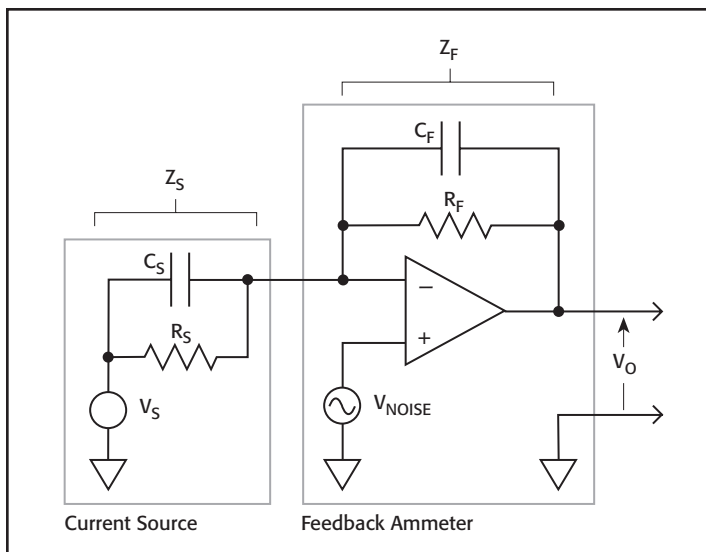 Z_F
C_F
Z_S
R_F
C_S
−
R_S
+
V_O
V_S
V_NOISE
Current Source
Feedback Ammeter